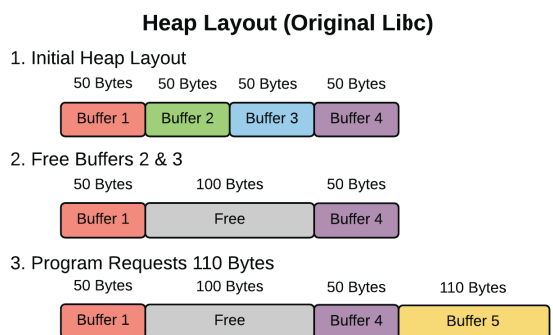 Heap Layout (Original Libc)
1. Initial Heap Layout
50 Bytes 50 Bytes 50 Bytes 50 Bytes
Buffer 1 Buffer 2 Buffer 3 Buffer 4
2. Free Buffers 2 & 3
50 Bytes 100 Bytes 50 Bytes
Buffer 1 Free Buffer 4
3. Program Requests 110 Bytes
50 Bytes 100 Bytes 50 Bytes 110 Bytes
Buffer 1 Free Buffer 4 Buffer 5